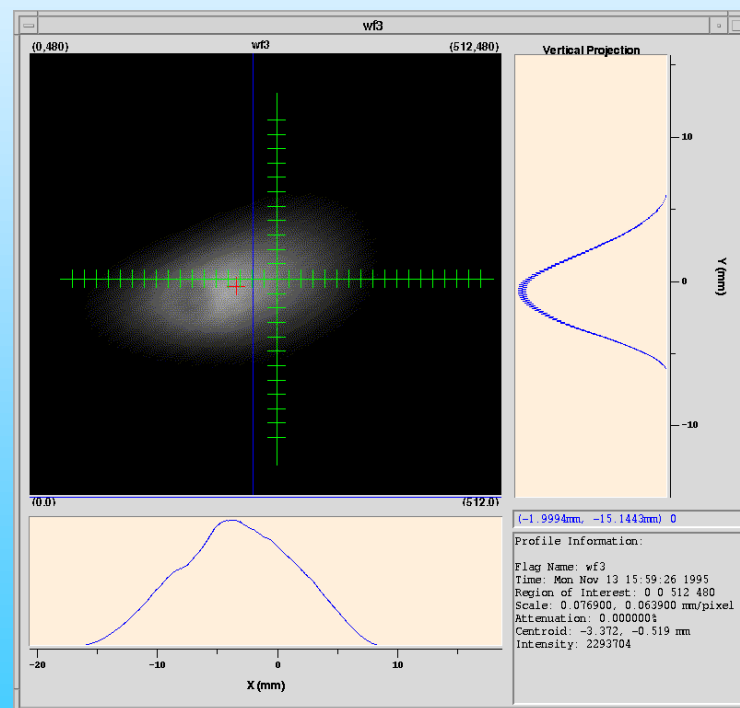 wf3
(0,480) wf3 (512,480)
Vertical Projection
10
0
-10
Y (mm)
(0.0) (512.0)
-20 -10 0 10
X (mm)
(-1.9994mm, -15.1443mm) 0
Profile Information:
Flag Name: wf3
Time: Mon Nov 13 15:59:26 1995
Region of Interest: 0 0 512 480
Scale: 0.076900, 0.063900 mm/pixel
Attenuation: 0.000000%
Centroid: -3.372, -0.519 mm
Intensity: 2293704